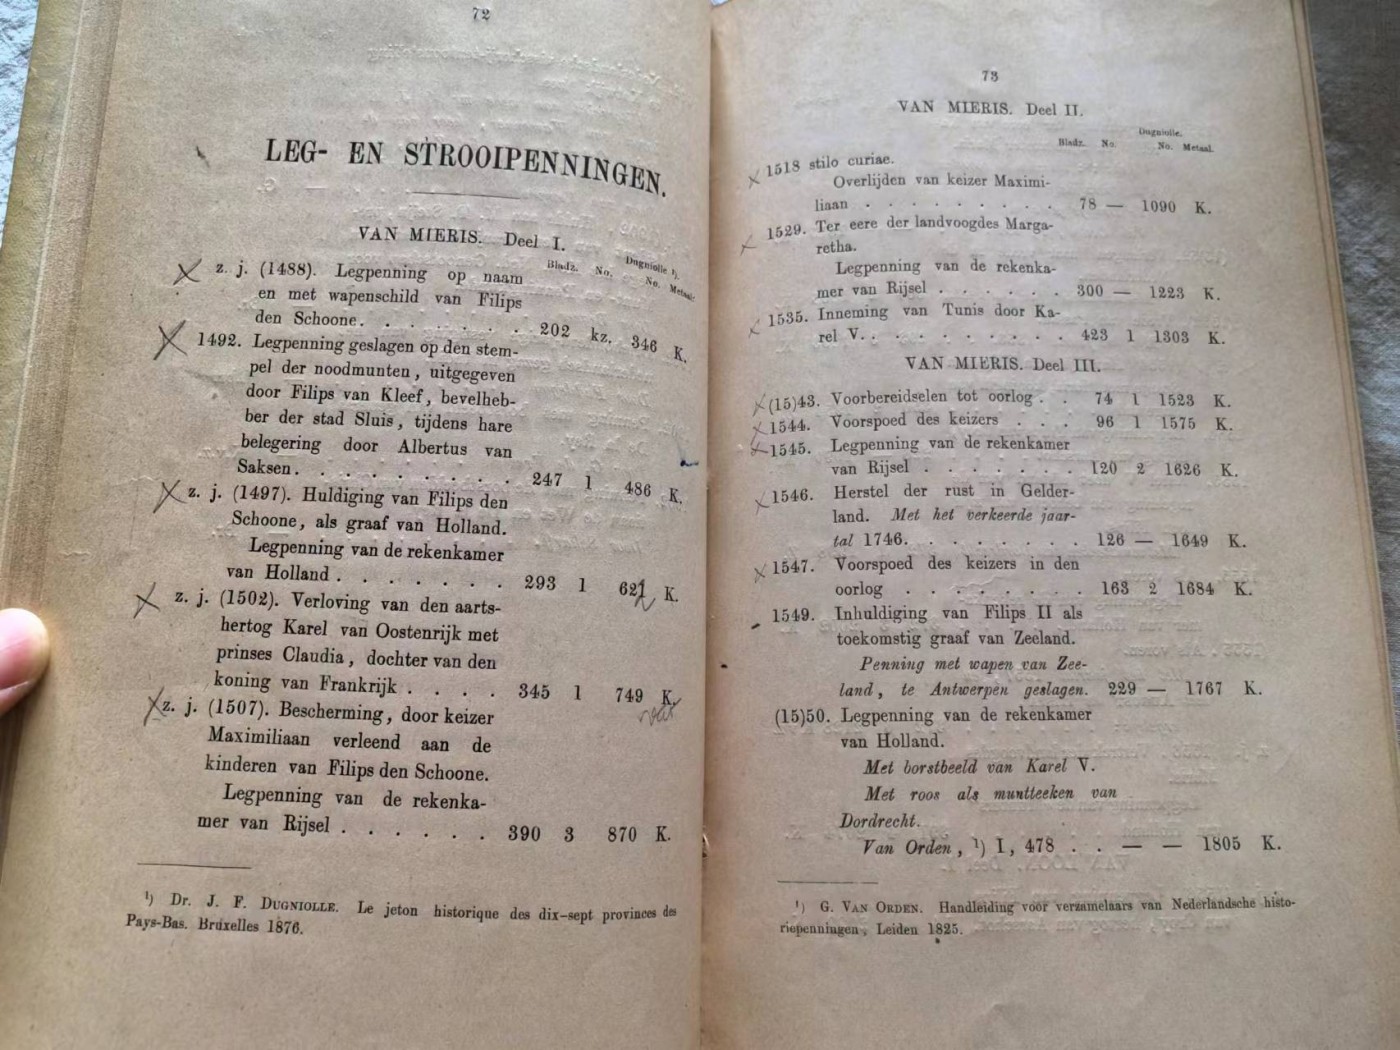 72
LEG- EN STROOIPENNINGEN.
VAN MIERIS. Deel I.
Bladz. No. Dugniolle ¹).
No. Metaal.
z. j. (1488). Legpenning op naam
en met wapenschild van Filips
den Schoone. . . . . . . . 202 kz. 346 K.
1492. Legpenning geslagen op den stem-
pel der noodmunten, uitgegeven
door Filips van Kleef, bevelheb-
ber der stad Sluis, tijdens hare
belegering door Albertus van
Saksen. . . . . . . . . . 247 1 486 K.
z. j. (1497). Huldiging van Filips den
Schoone, als graaf van Holland.
Legpenning van de rekenkamer
van Holland . . . . . . . 293 1 621 K.
z. j. (1502). Verloving van den aarts-
hertog Karel van Oostenrijk met
prinses Claudia, dochter van den
koning van Frankrijk . . . . 345 1 749 K.
z. j. (1507). Bescherming, door keizer
Maximiliaan verleend aan de
kinderen van Filips den Schoone.
Legpenning van de rekenka-
mer van Rijsel . . . . . . 390 3 870 K.
¹) Dr. J. F. DUGNIOLLE. Le jeton historique des dix-sept provinces des
Pays-Bas. Bruxelles 1876.
73
VAN MIERIS. Deel II.
Dugniolle.
Bladz. No. No. Metaal.
1518 stilo curiae.
Overlijden van keizer Maximi-
liaan . . . . . . . . . 78 — 1090 K.
1529. Ter eere der landvoogdes Marga-
retha.
Legpenning van de rekenka-
mer van Rijsel . . . . . . 300 — 1223 K.
1535. Inneming van Tunis door Ka-
rel V. . . . . . . . . . 423 1 1303 K.
VAN MIERIS. Deel III.
(15)43. Voorbereidselen tot oorlog . . 74 1 1523 K.
1544. Voorspoed des keizers . . . 96 1 1575 K.
1545. Legpenning van de rekenkamer
van Rijsel . . . . . . . 120 2 1626 K.
1546. Herstel der rust in Gelder-
land. Met het verkeerde jaar-
tal 1746. . . . . . . . . 126 — 1649 K.
1547. Voorspoed des keizers in den
oorlog . . . . . . . . 163 2 1684 K.
1549. Inhuldiging van Filips II als
toekomstig graaf van Zeeland.
Penning met wapen van Zee-
land, te Antwerpen geslagen. 229 — 1767 K.
(15)50. Legpenning van de rekenkamer
van Holland.
Met borstbeeld van Karel V.
Met roos als muntteeken van
Dordrecht.
Van Orden, ¹) I, 478 . . — — 1805 K.
¹) G. VAN ORDEN. Handleiding voor verzamelaars van Nederlandsche histo-
riepenningen, Leiden 1825.